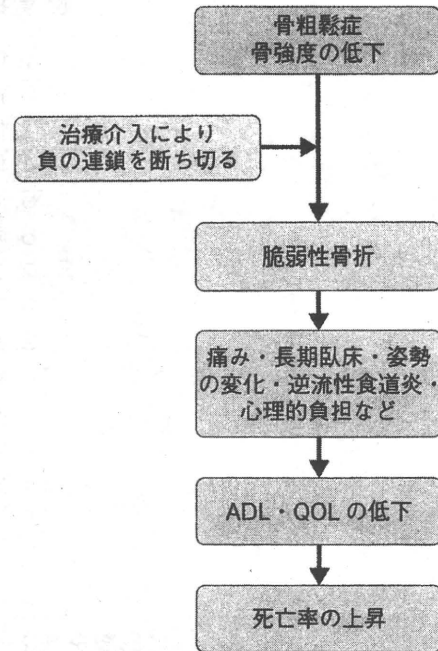 骨粗鬆症
骨強度の低下
治療介入により
負の連鎖を断ち切る
脆弱性骨折
痛み・長期臥床・姿勢
の変化・逆流性食道炎・
心理的負担など
ADL・QOL の低下
死亡率の上昇